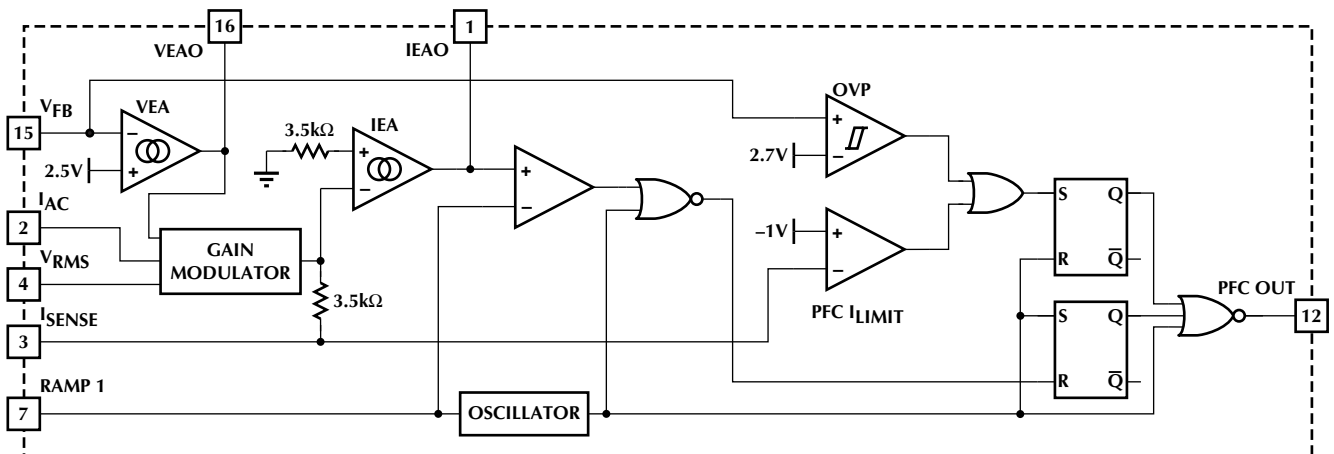 16
VEAO
1
IEAO
VFB
15
VEA
−
+
2.5V
IAC
2
VRMS
4
ISENSE
3
RAMP 1
7
GAIN
MODULATOR
3.5kΩ
IEA
+
−
3.5kΩ
+
−
OSCILLATOR
OVP
+
2.7V
−
−1V
+
−
PFC ILIMIT
S
Q
R
Q̅
S
Q
R
Q̅
PFC OUT
12